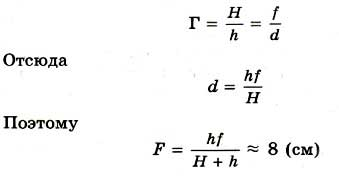 Γ = H/h = f/d
Отсюда
d = hf/H
Поэтому
F = hf/(H + h) ≈ 8 (см)